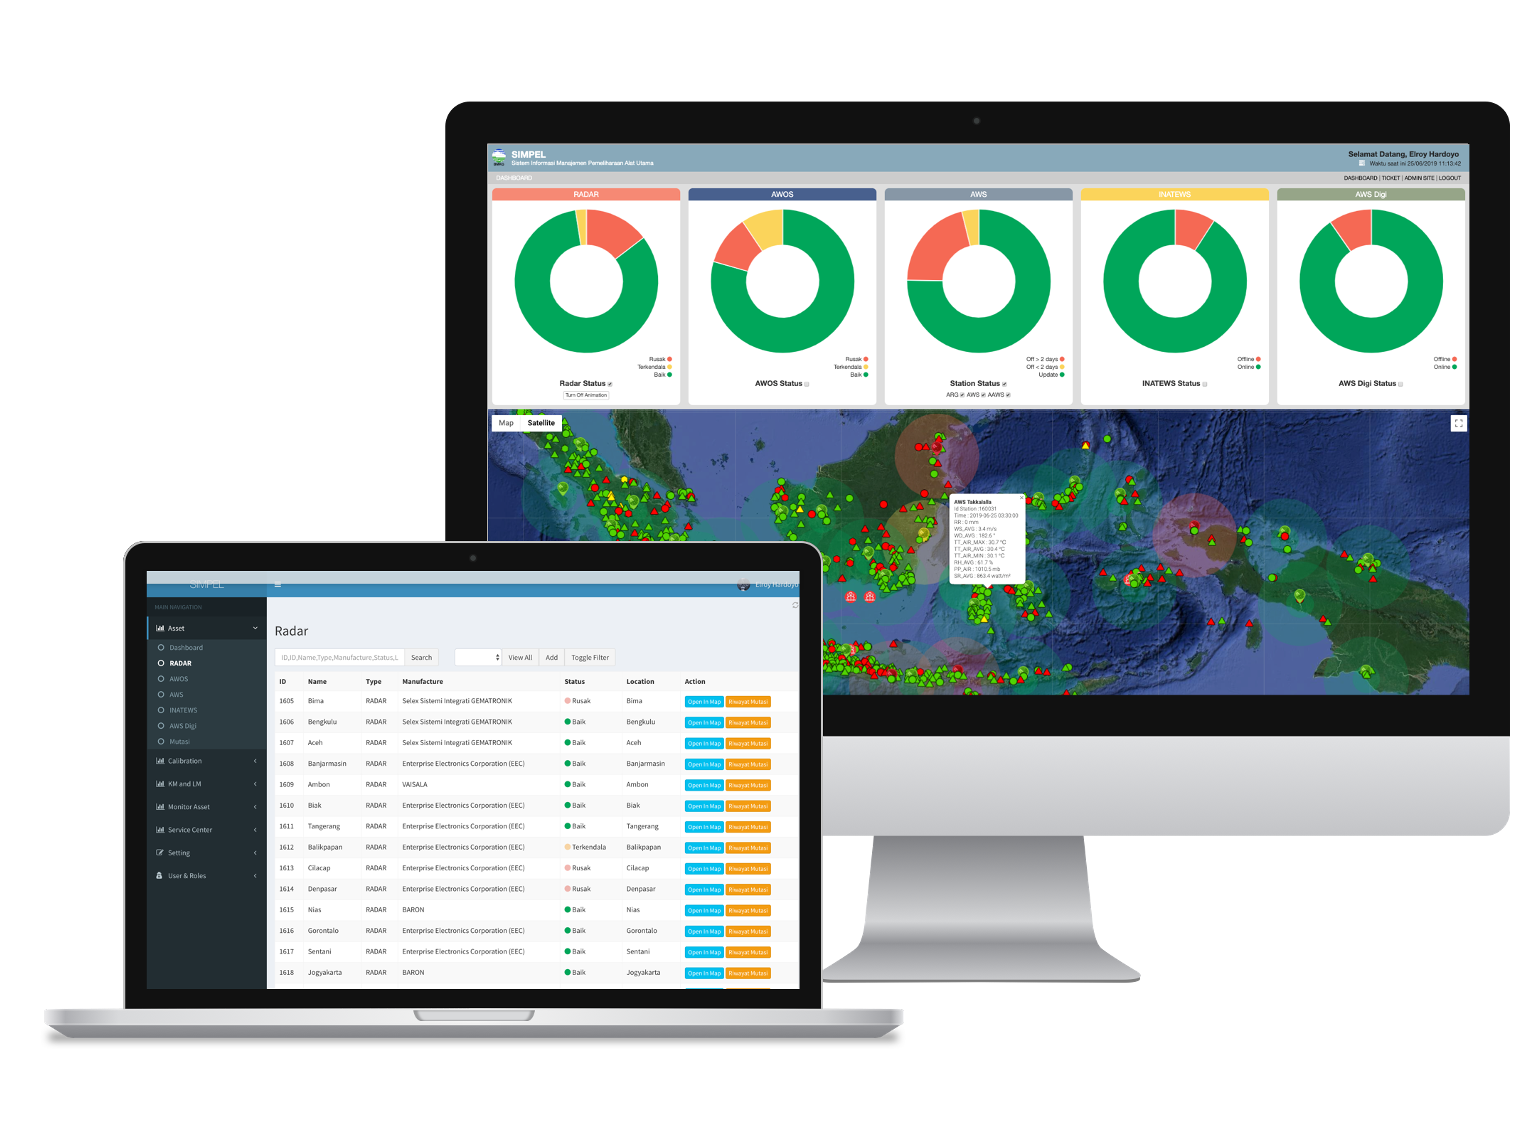 SIMPEL
Sistem Informasi Manajemen Pemeliharaan Alat Utama
Selamat Datang, Elroy Hardoyo
Waktu saat ini 25/06/2019 11:13:42
DASHBOARD
DASHBOARD | TICKET | ADMIN SITE | LOGOUT
RADAR
AWOS
AWS
INATEWS
AWS Digi
Rusak
Terkendala
Baik
Radar Status
Turn Off Animation
Rusak
Terkendala
Baik
AWOS Status
Off > 2 days
Off < 2 days
Update
Station Status
ARG AWS AAWS
Offline
Online
INATEWS Status
Offline
Online
AWS Digi Status
Map Satellite
AWS Takkalalla
Id Station : 160031
Time : 2019-06-25 03:30:00
RR : 0 mm
WS_AVG : 3.4 m/s
WD_AVG : 182.6 °
TT_AIR_MAX : 30.7 °C
TT_AIR_AVG : 30.4 °C
TT_AIR_MIN : 30.1 °C
RH_AVG : 61.7 %
PP_AIR : 1010.5 mb
SR_AVG : 863.4 watt/m²
SIMPEL
Elroy Hardoyo
MAIN NAVIGATION
Asset
Dashboard
RADAR
AWOS
AWS
INATEWS
AWS Digi
Mutasi
Calibration
KM and LM
Monitor Asset
Service Center
Setting
User & Roles
Radar
ID,ID,Name,Type,Manufacture,Status,L Search View All Add Toggle Filter
ID Name Type Manufacture Status Location Action
1605 Bima RADAR Selex Sistemi Integrati GEMATRONIK Rusak Bima Open In Map Riwayat Mutasi
1606 Bengkulu RADAR Selex Sistemi Integrati GEMATRONIK Baik Bengkulu Open In Map Riwayat Mutasi
1607 Aceh RADAR Selex Sistemi Integrati GEMATRONIK Baik Aceh Open In Map Riwayat Mutasi
1608 Banjarmasin RADAR Enterprise Electronics Corporation (EEC) Baik Banjarmasin Open In Map Riwayat Mutasi
1609 Ambon RADAR VAISALA Baik Ambon Open In Map Riwayat Mutasi
1610 Biak RADAR Enterprise Electronics Corporation (EEC) Baik Biak Open In Map Riwayat Mutasi
1611 Tangerang RADAR Enterprise Electronics Corporation (EEC) Baik Tangerang Open In Map Riwayat Mutasi
1612 Balikpapan RADAR Enterprise Electronics Corporation (EEC) Terkendala Balikpapan Open In Map Riwayat Mutasi
1613 Cilacap RADAR Enterprise Electronics Corporation (EEC) Rusak Cilacap Open In Map Riwayat Mutasi
1614 Denpasar RADAR Enterprise Electronics Corporation (EEC) Rusak Denpasar Open In Map Riwayat Mutasi
1615 Nias RADAR BARON Baik Nias Open In Map Riwayat Mutasi
1616 Gorontalo RADAR Enterprise Electronics Corporation (EEC) Baik Gorontalo Open In Map Riwayat Mutasi
1617 Sentani RADAR Enterprise Electronics Corporation (EEC) Baik Sentani Open In Map Riwayat Mutasi
1618 Jogyakarta RADAR BARON Baik Jogyakarta Open In Map Riwayat Mutasi